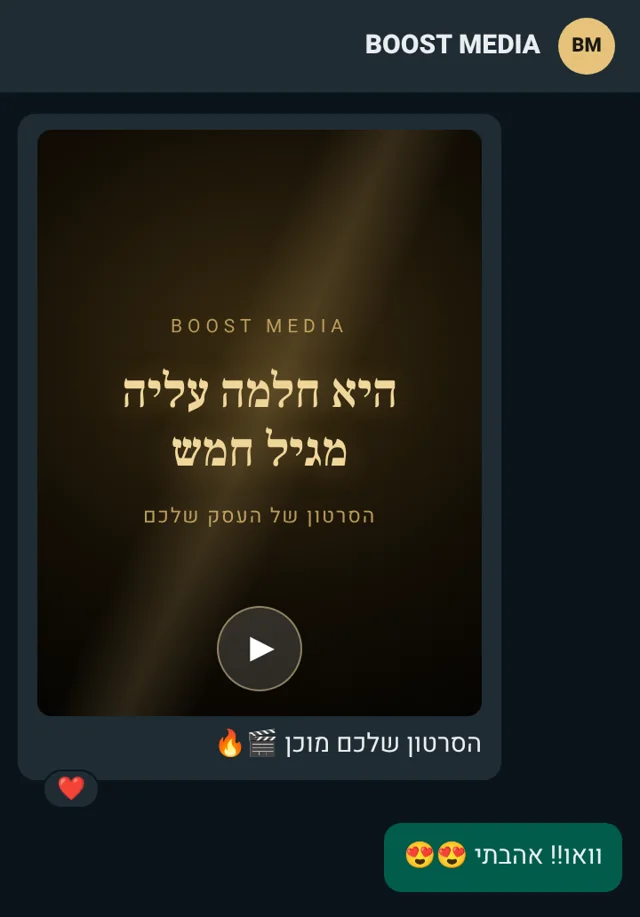 BOOST MEDIA
BM
BOOST MEDIA
היא חלמה עליה
מגיל חמש
הסרטון של העסק שלכם
הסרטון שלכם מוכן 🎬🔥
❤️
וואו!! אהבתי 😍😍